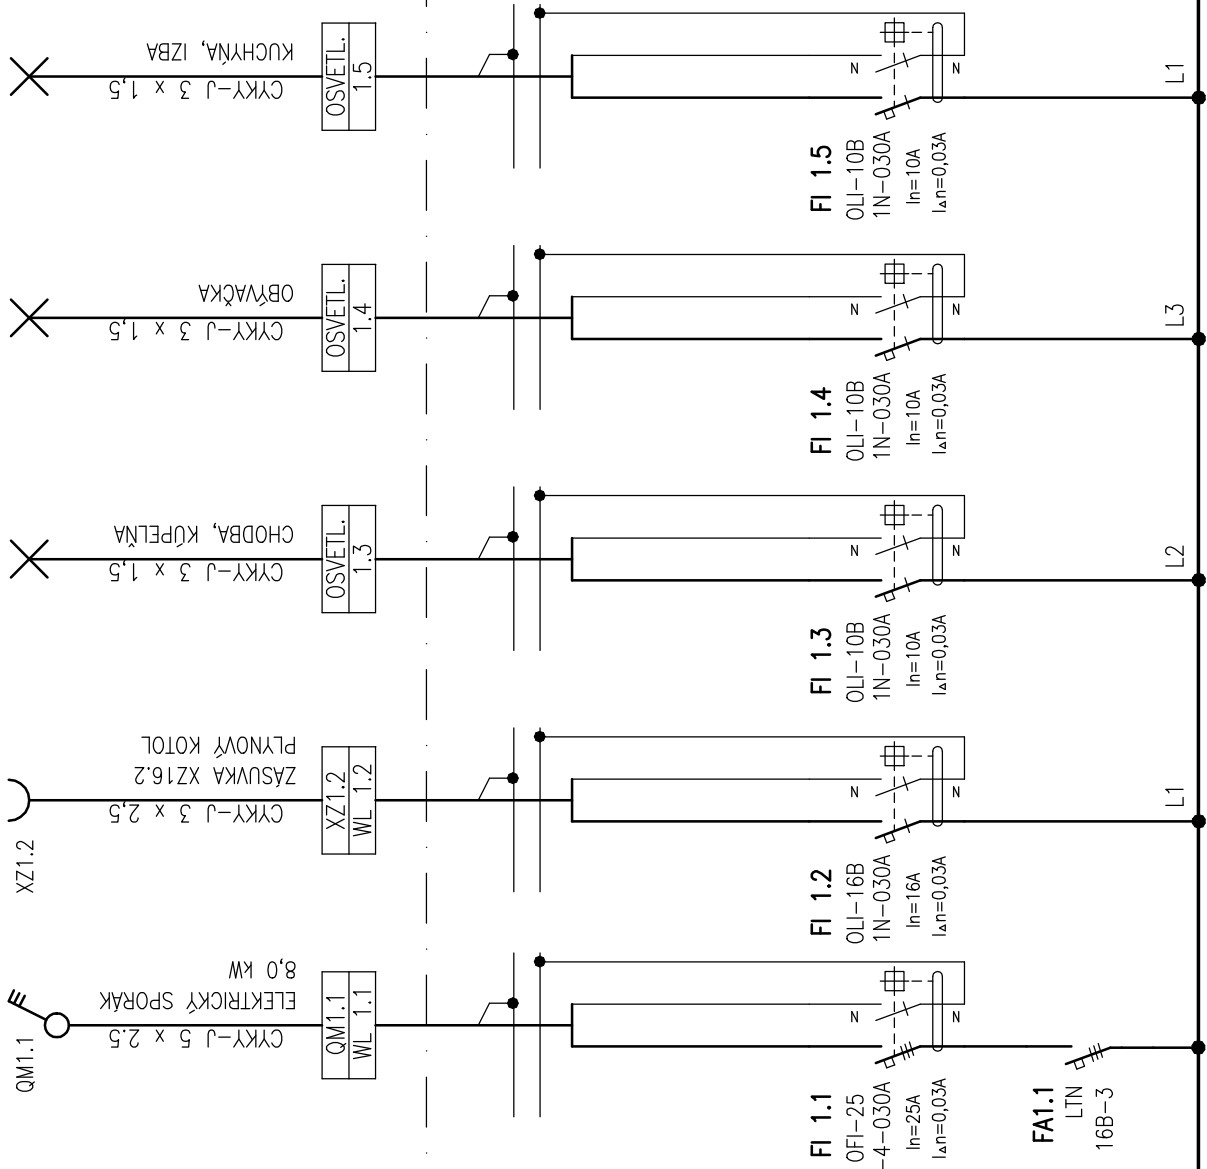 KUCHYŇA, IZBA
CYKY-J 3 x 1,5
OSVETL.
1.5
N
N
L1
FI 1.5
OLI-10B
1N-030A
In=10A
IΔn=0,03A
OBÝVAČKA
CYKY-J 3 x 1,5
OSVETL.
1.4
N
N
L3
FI 1.4
OLI-10B
1N-030A
In=10A
IΔn=0,03A
CHODBA, KÚPELŇA
CYKY-J 3 x 1,5
OSVETL.
1.3
N
N
L2
FI 1.3
OLI-10B
1N-030A
In=10A
IΔn=0,03A
PLYNOVÝ KOTOL
ZÁSUVKA XZ16.2
CYKY-J 3 x 2,5
XZ1.2
XZ1.2
WL 1.2
N
N
L1
FI 1.2
OLI-16B
1N-030A
In=16A
IΔn=0,03A
8,0 kW
ELEKTRICKÝ SPORÁK
CYKY-J 5 x 2.5
QM1.1
QM1.1
WL 1.1
N
N
FI 1.1
OFI-25
-4-030A
In=25A
IΔn=0,03A
FA1.1
LTN
16B-3